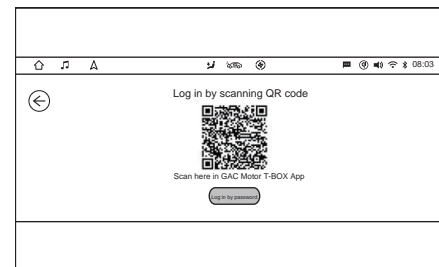 08:03
Log in by scanning QR code
Scan here in GAC Motor T-BOX App
Log in by password